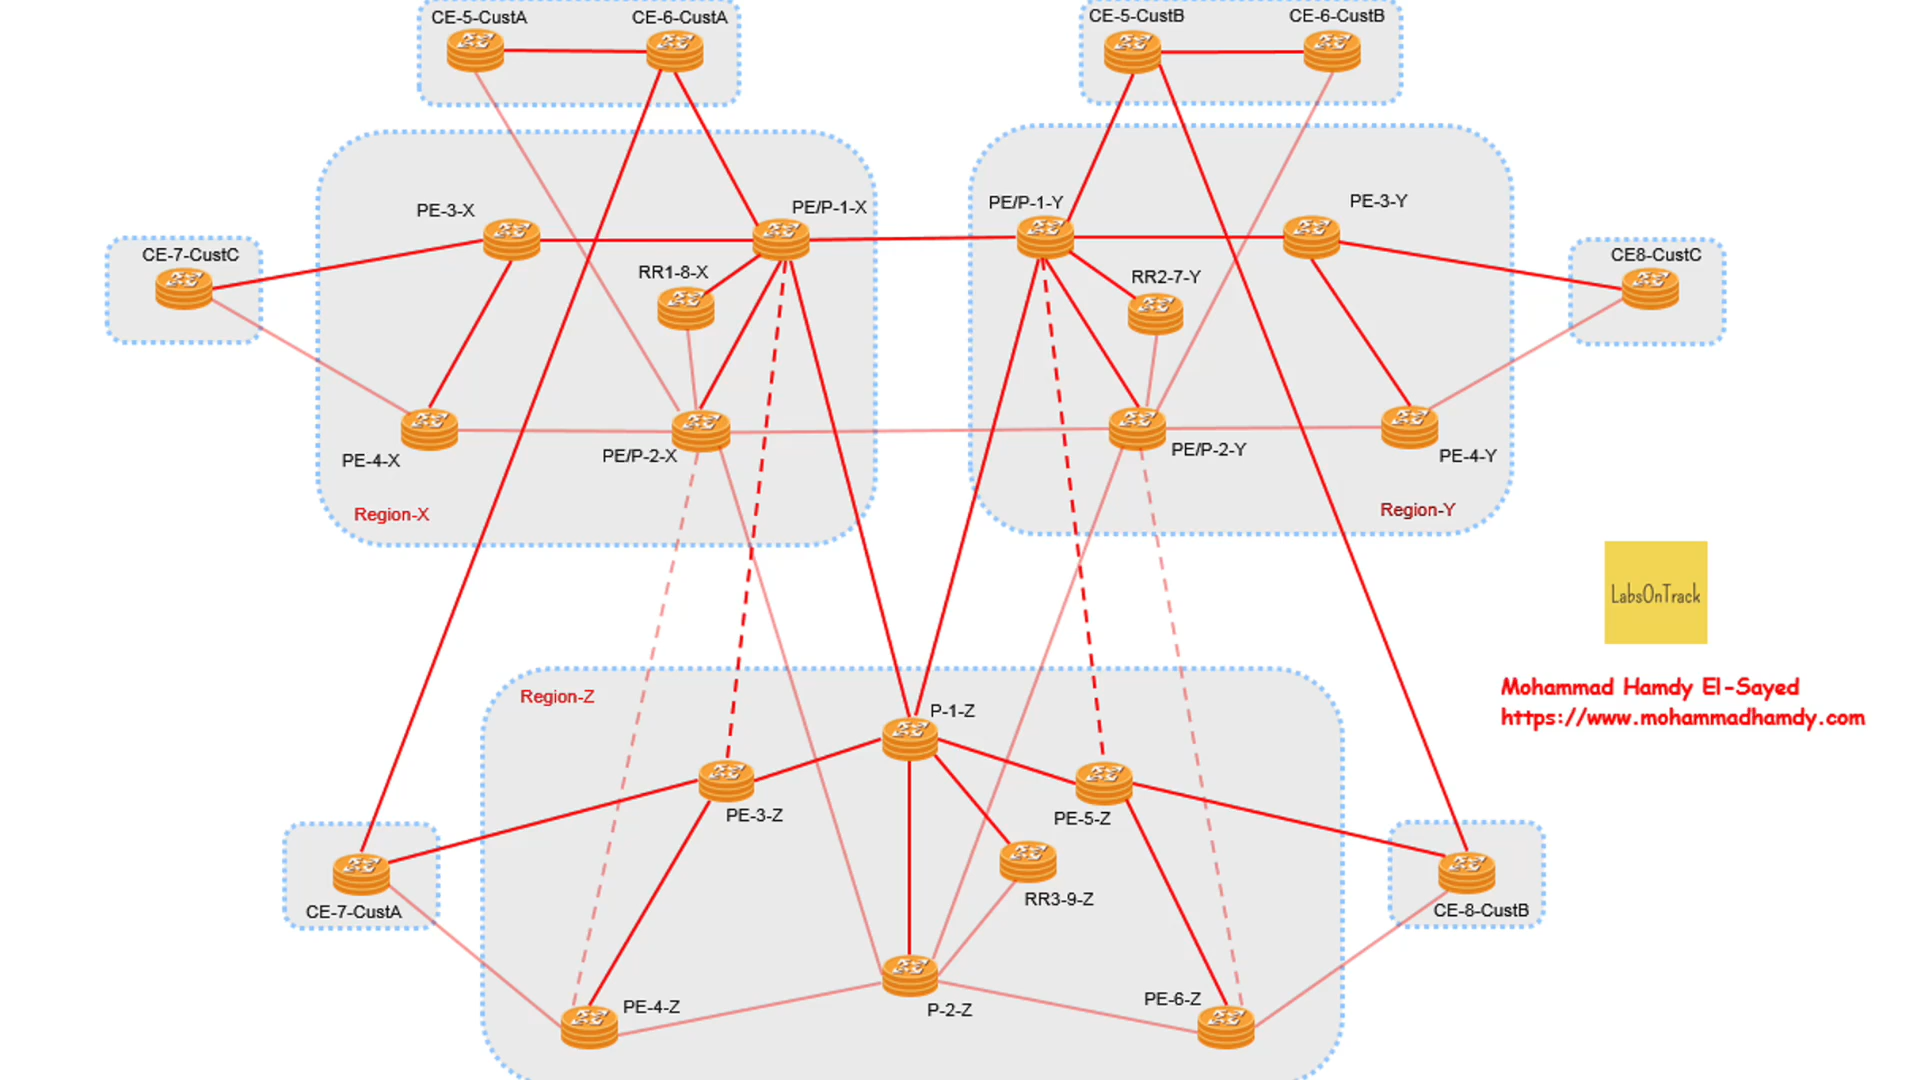 CE-5-CustA
CE-6-CustA
CE-5-CustB
CE-6-CustB
PE-3-X
PE/P-1-X
PE/P-1-Y
PE-3-Y
CE-7-CustC
RR1-8-X
RR2-7-Y
CE8-CustC
PE-4-X
PE/P-2-X
PE/P-2-Y
PE-4-Y
Region-X
Region-Y
LabsOnTrack
Region-Z
P-1-Z
Mohammad Hamdy El-Sayed
https://www.mohammadhamdy.com
PE-3-Z
PE-5-Z
RR3-9-Z
CE-7-CustA
CE-8-CustB
PE-4-Z
P-2-Z
PE-6-Z